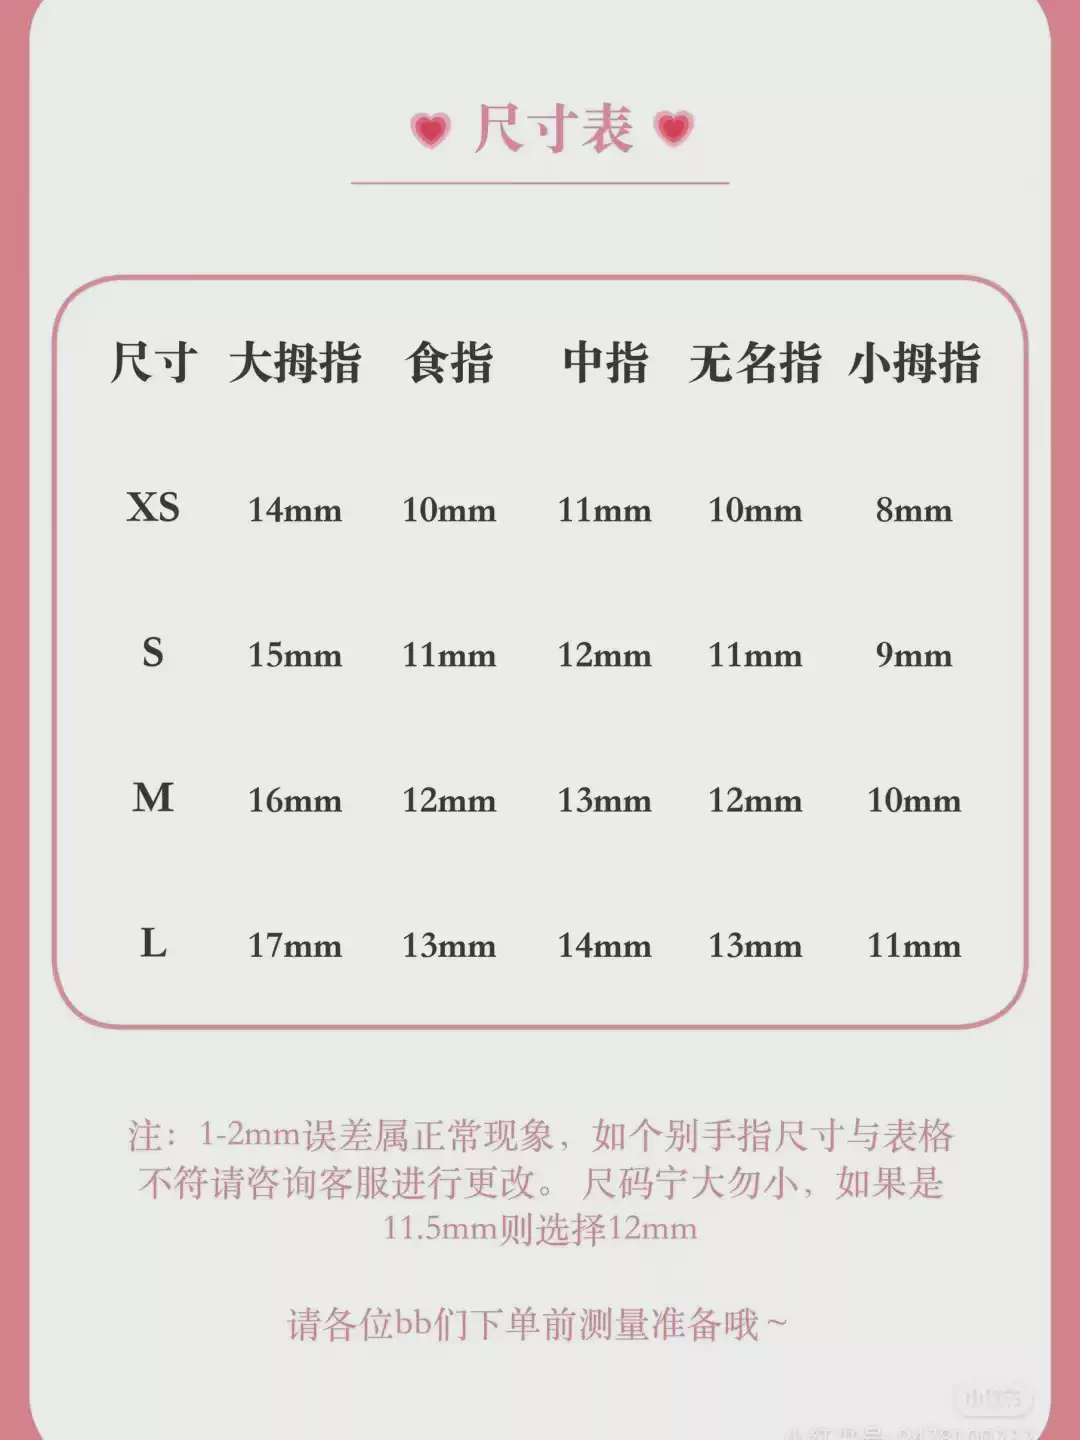 尺寸表
尺寸 大拇指 食指 中指 无名指 小拇指
XS 14mm 10mm 11mm 10mm 8mm
S 15mm 11mm 12mm 11mm 9mm
M 16mm 12mm 13mm 12mm 10mm
L 17mm 13mm 14mm 13mm 11mm
注：1-2mm误差属正常现象，如个别手指尺寸与表格
不符请咨询客服进行更改。尺码宁大勿小，如果是
11.5mm则选择12mm
请各位bb们下单前测量准备哦～
小红书